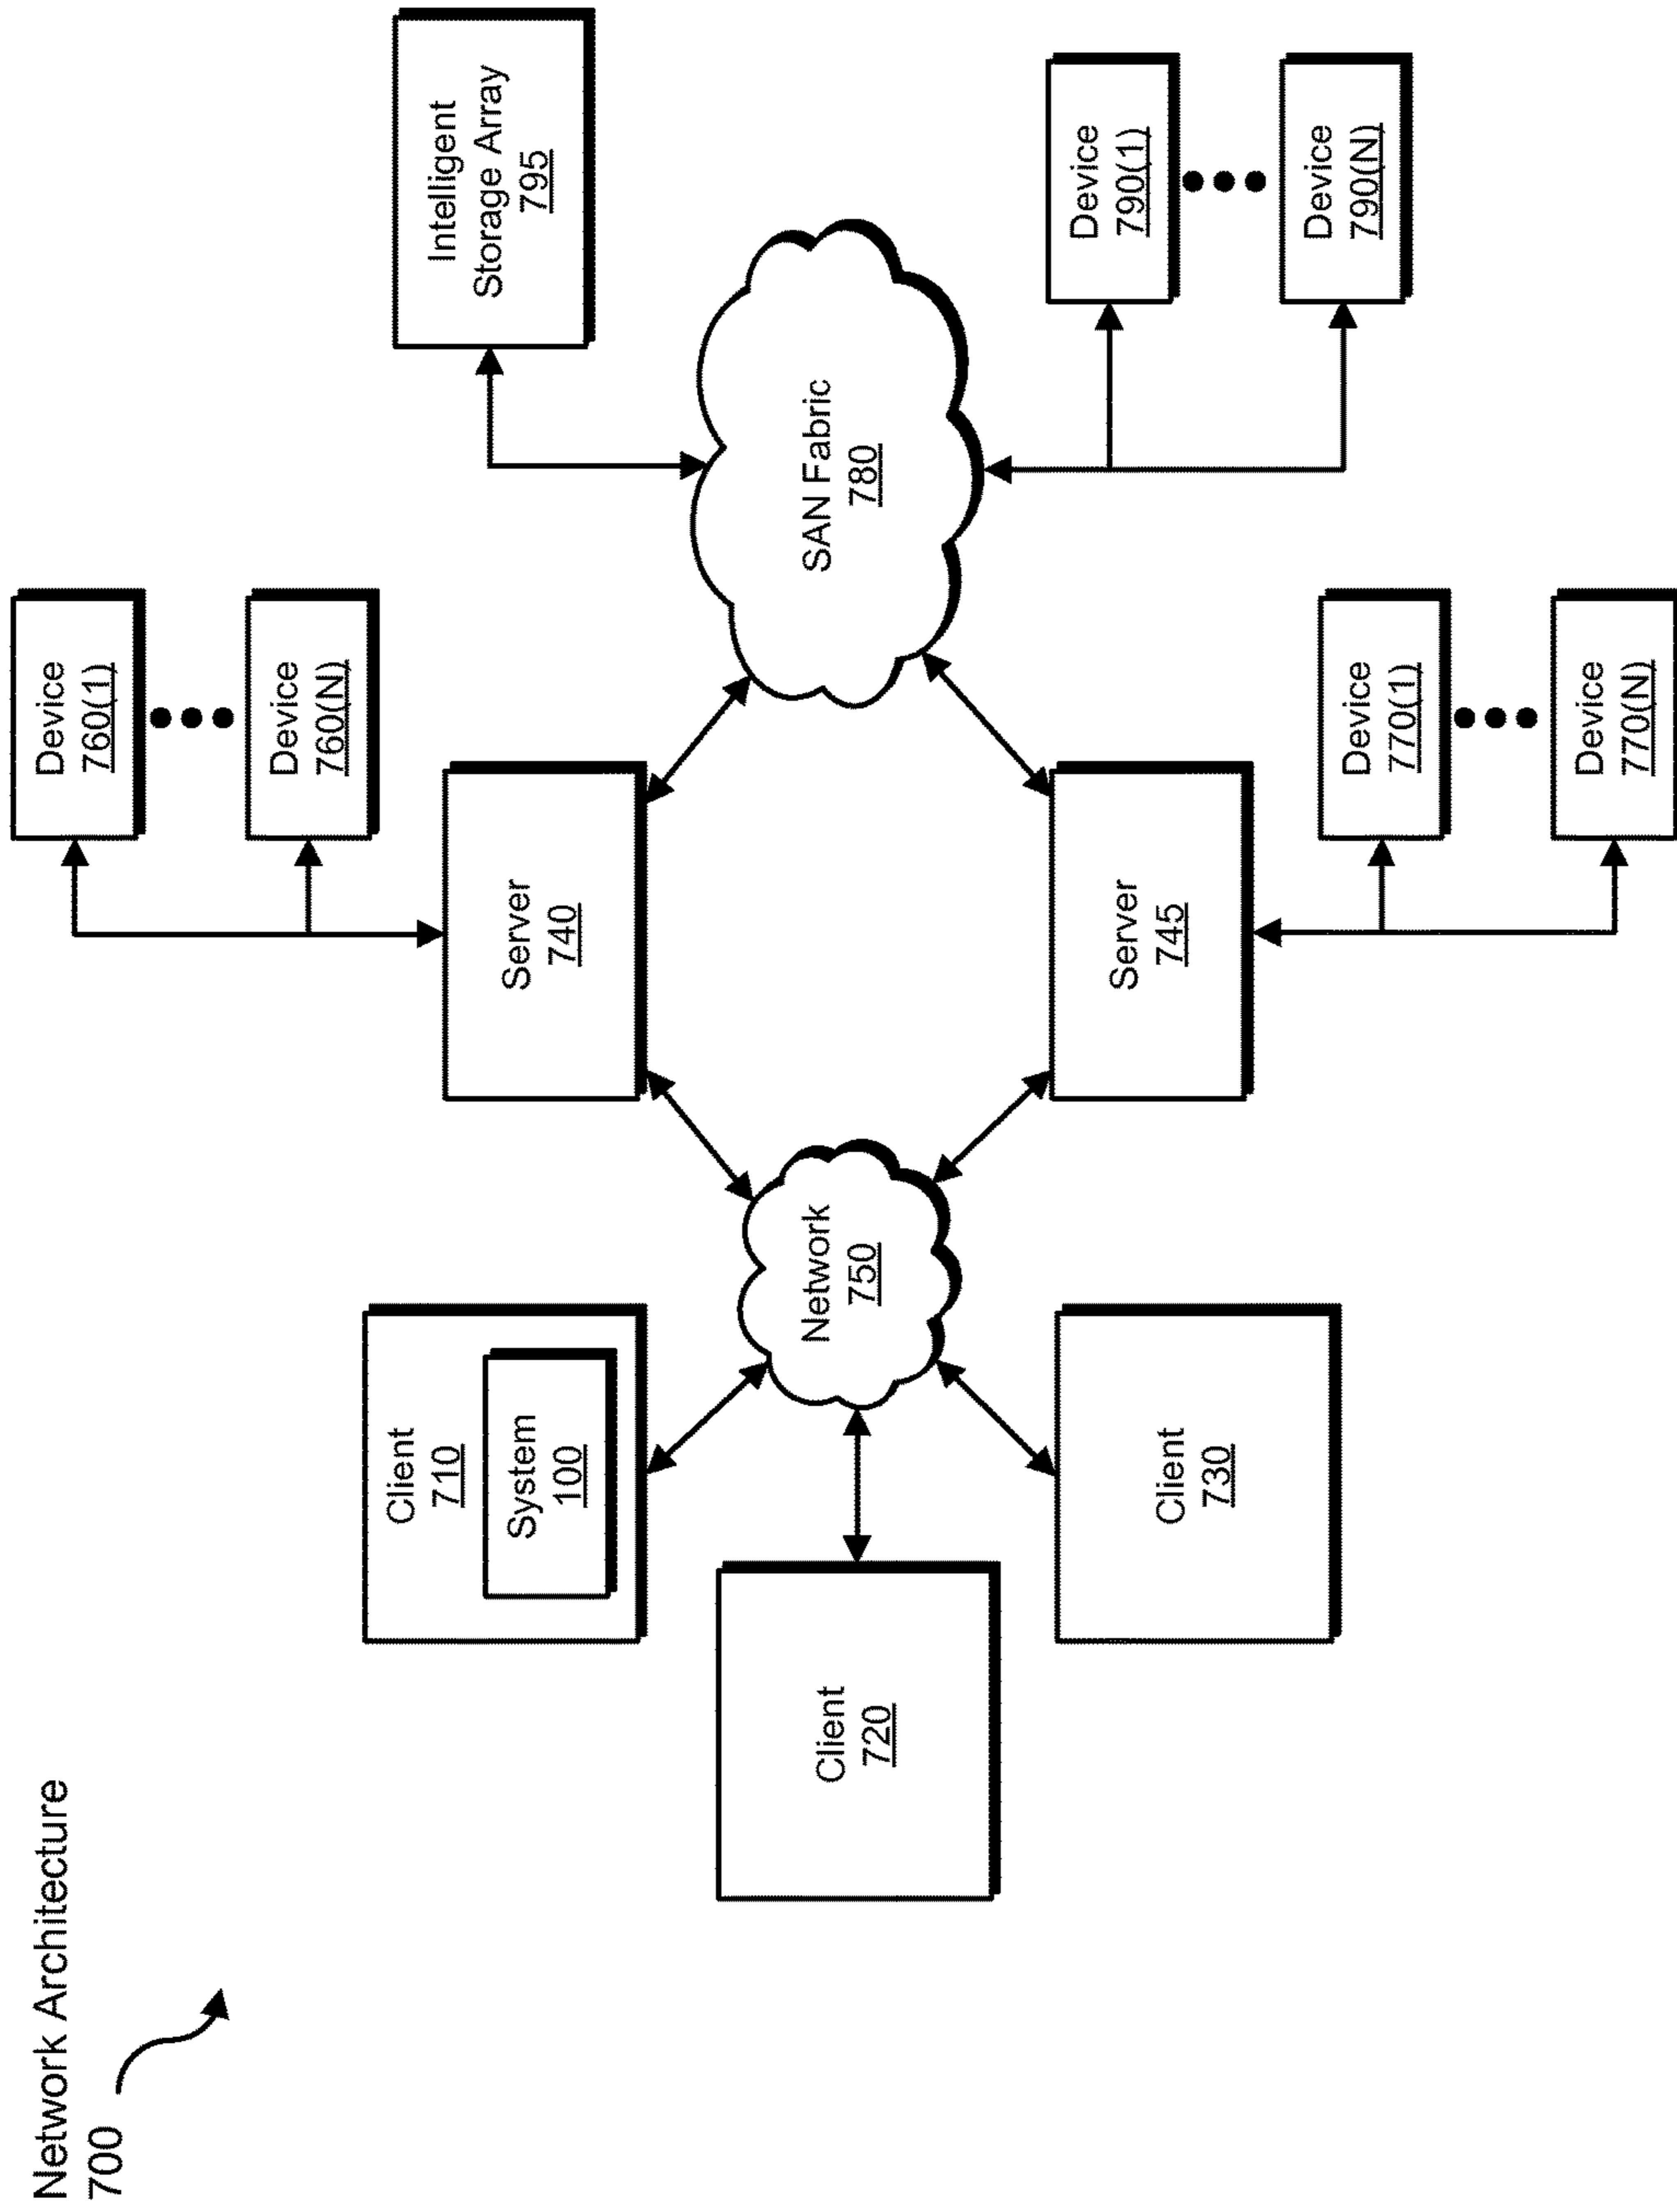 Network Architecture
700
Client
710
System
100
Client
720
Client
730
Network
750
Server
740
Server
745
Device
760(1)
Device
760(N)
Device
770(1)
Device
770(N)
SAN Fabric
780
Intelligent
Storage Array
795
Device
790(1)
Device
790(N)